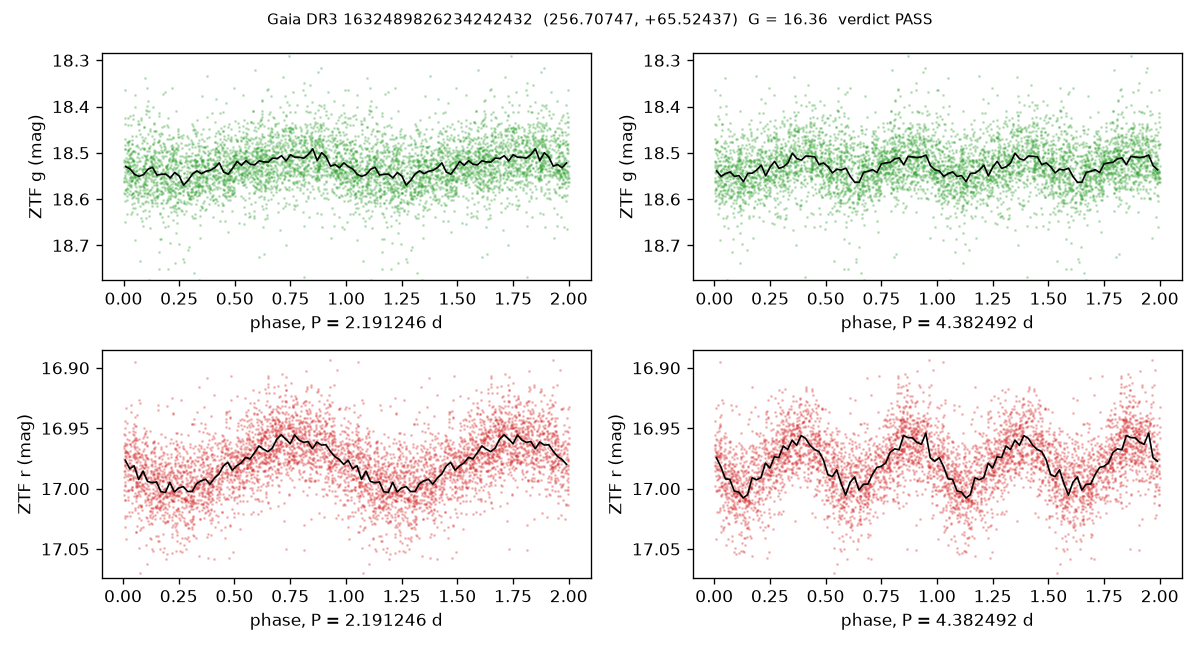 Gaia DR3 1632489826234242432 (256.70747, +65.52437) G = 16.36 verdict PASS
ZTF g (mag)
18.3
18.4
18.5
18.6
18.7
0.00 0.25 0.50 0.75 1.00 1.25 1.50 1.75 2.00
phase, P = 2.191246 d
ZTF g (mag)
18.3
18.4
18.5
18.6
18.7
0.00 0.25 0.50 0.75 1.00 1.25 1.50 1.75 2.00
phase, P = 4.382492 d
ZTF r (mag)
16.90
16.95
17.00
17.05
0.00 0.25 0.50 0.75 1.00 1.25 1.50 1.75 2.00
phase, P = 2.191246 d
ZTF r (mag)
16.90
16.95
17.00
17.05
0.00 0.25 0.50 0.75 1.00 1.25 1.50 1.75 2.00
phase, P = 4.382492 d